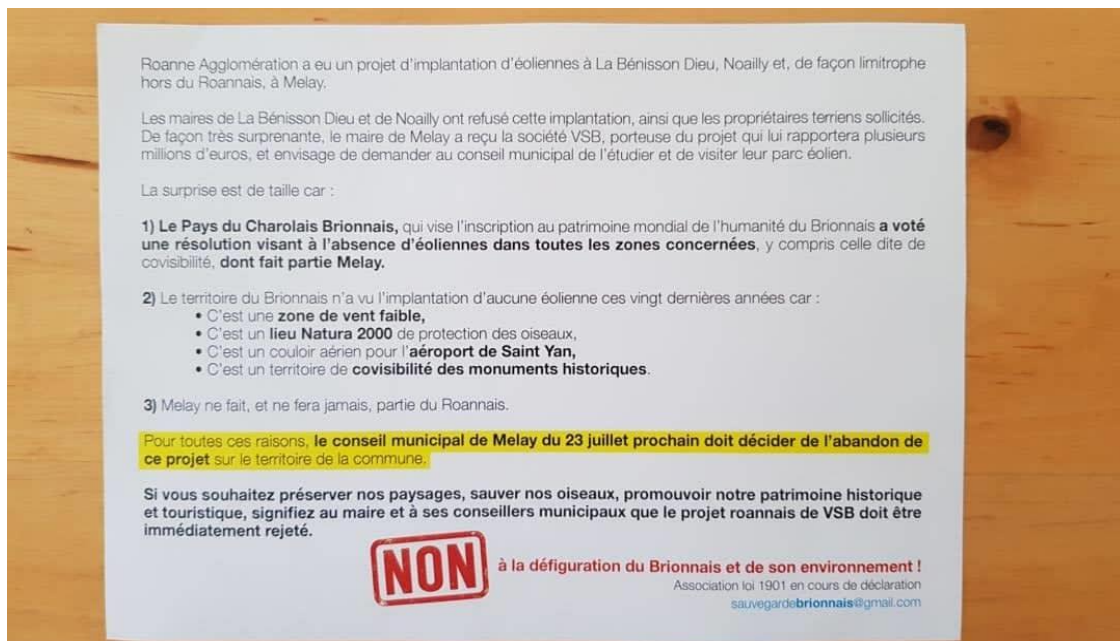 Roanne Agglomération a eu un projet d'implantation d'éoliennes à La Bénisson Dieu, Noailly et, de façon limitrophe
hors du Roannais, à Melay.
Les maires de La Bénisson Dieu et de Noailly ont refusé cette implantation, ainsi que les propriétaires terriens sollicités.
De façon très surprenante, le maire de Melay a reçu la société VSB, porteuse du projet qui lui rapportera plusieurs
millions d'euros, et envisage de demander au conseil municipal de l'étudier et de visiter leur parc éolien.
La surprise est de taille car :
1) Le Pays du Charolais Brionnais, qui vise l'inscription au patrimoine mondial de l'humanité du Brionnais a voté
une résolution visant à l'absence d'éoliennes dans toutes les zones concernées, y compris celle dite de
covisibilité, dont fait partie Melay.
2) Le territoire du Brionnais n'a vu l'implantation d'aucune éolienne ces vingt dernières années car :
• C'est une zone de vent faible,
• C'est un lieu Natura 2000 de protection des oiseaux,
• C'est un couloir aérien pour l'aéroport de Saint Yan,
• C'est un territoire de covisibilité des monuments historiques.
3) Melay ne fait, et ne fera jamais, partie du Roannais.
Pour toutes ces raisons, le conseil municipal de Melay du 23 juillet prochain doit décider de l'abandon de
ce projet sur le territoire de la commune.
Si vous souhaitez préserver nos paysages, sauver nos oiseaux, promouvoir notre patrimoine historique
et touristique, signifiez au maire et à ses conseillers municipaux que le projet roannais de VSB doit être
immédiatement rejeté.
NON
à la défiguration du Brionnais et de son environnement !
Association loi 1901 en cours de déclaration
sauvegardebrionnais@gmail.com